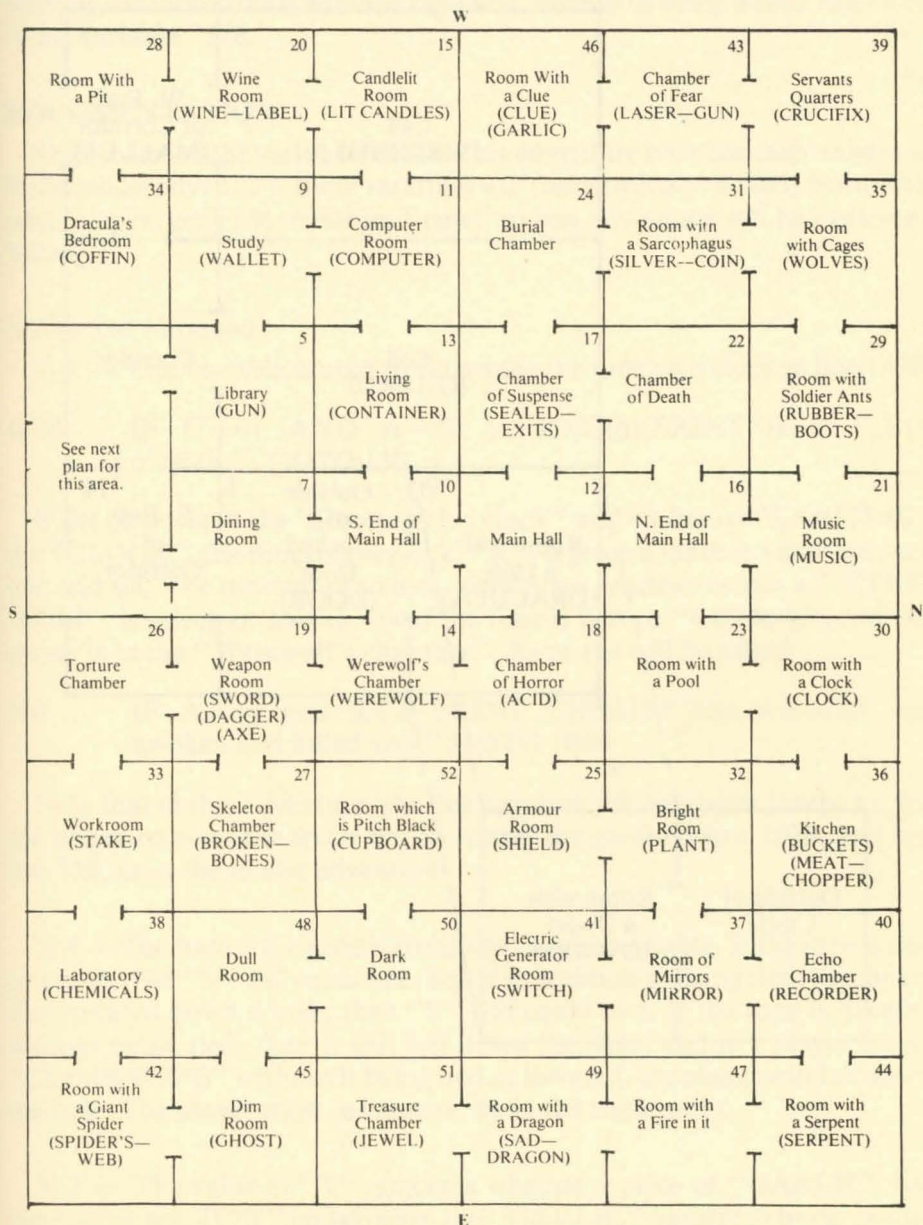 W
28
Room With
a Pit
20
Wine
Room
(WINE—LABEL)
15
Candlelit
Room
(LIT CANDLES)
46
Room With
a Clue
(CLUE)
(GARLIC)
43
Chamber
of Fear
(LASER—GUN)
39
Servants
Quarters
(CRUCIFIX)
34
Dracula's
Bedroom
(COFFIN)
9
Study
(WALLET)
11
Computer
Room
(COMPUTER)
24
Burial
Chamber
31
Room with
a Sarcophagus
(SILVER--COIN)
35
Room
with Cages
(WOLVES)
See next
plan for
this area.
5
Library
(GUN)
13
Living
Room
(CONTAINER)
17
Chamber
of Suspense
(SEALED—
EXITS)
22
Chamber
of Death
29
Room with
Soldier Ants
(RUBBER—
BOOTS)
7
Dining
Room
10
S. End of
Main Hall
12
Main Hall
16
N. End of
Main Hall
21
Music
Room
(MUSIC)
S
N
26
Torture
Chamber
19
Weapon
Room
(SWORD)
(DAGGER)
(AXE)
14
Werewolf's
Chamber
(WEREWOLF)
18
Chamber
of Horror
(ACID)
23
Room with
a Pool
30
Room with
a Clock
(CLOCK)
33
Workroom
(STAKE)
27
Skeleton
Chamber
(BROKEN—
BONES)
52
Room which
is Pitch Black
(CUPBOARD)
25
Armour
Room
(SHIELD)
32
Bright
Room
(PLANT)
36
Kitchen
(BUCKETS)
(MEAT—
CHOPPER)
38
Laboratory
(CHEMICALS)
48
Dull
Room
50
Dark
Room
41
Electric
Generator
Room
(SWITCH)
37
Room of
Mirrors
(MIRROR)
40
Echo
Chamber
(RECORDER)
42
Room with
a Giant
Spider
(SPIDER'S—
WEB)
45
Dim
Room
(GHOST)
51
Treasure
Chamber
(JEWEL)
49
Room with
a Dragon
(SAD—
DRAGON)
47
Room with
a Fire in it
44
Room with
a Serpent
(SERPENT)
E